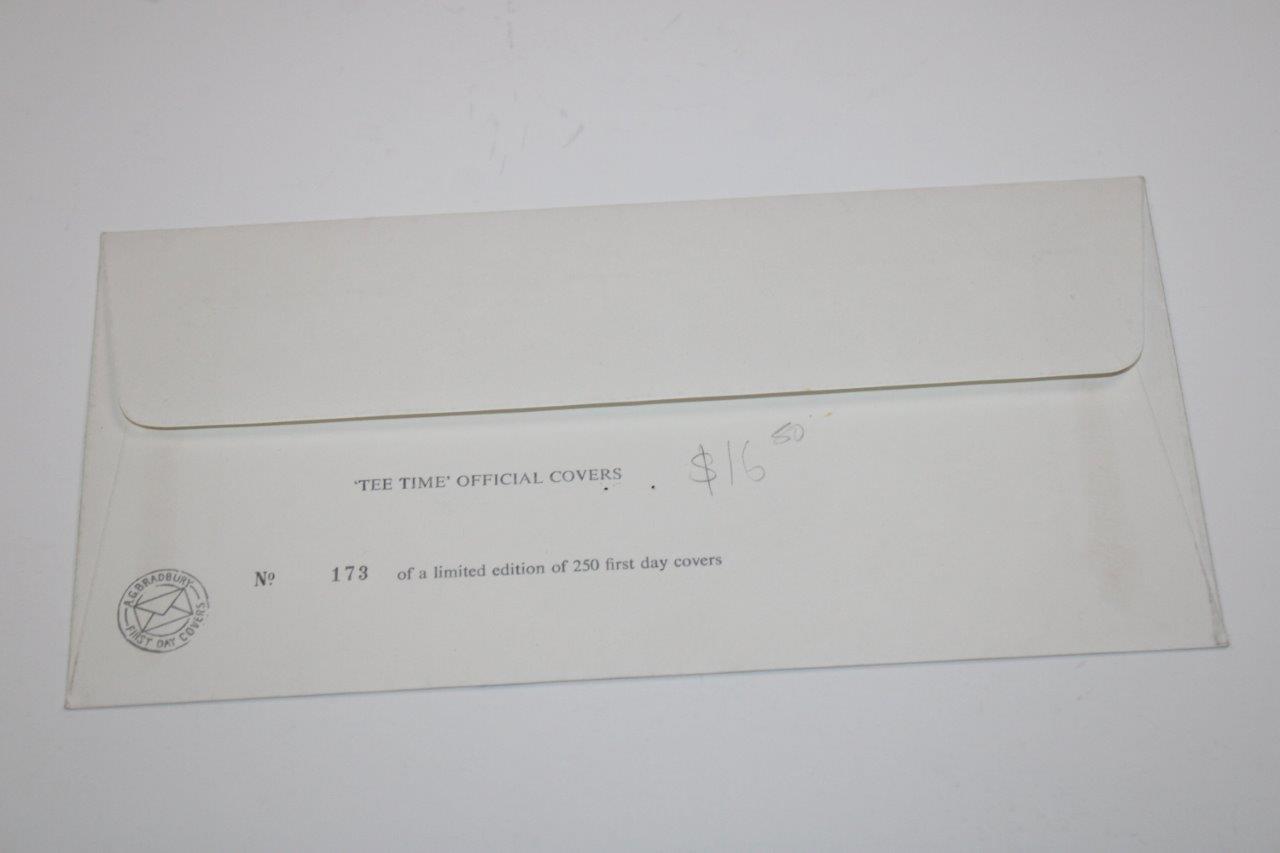 'TEE TIME' OFFICIAL COVERS
$16 50
Nº 173 of a limited edition of 250 first day covers
A.G. BRADBURY
FIRST DAY COVERS